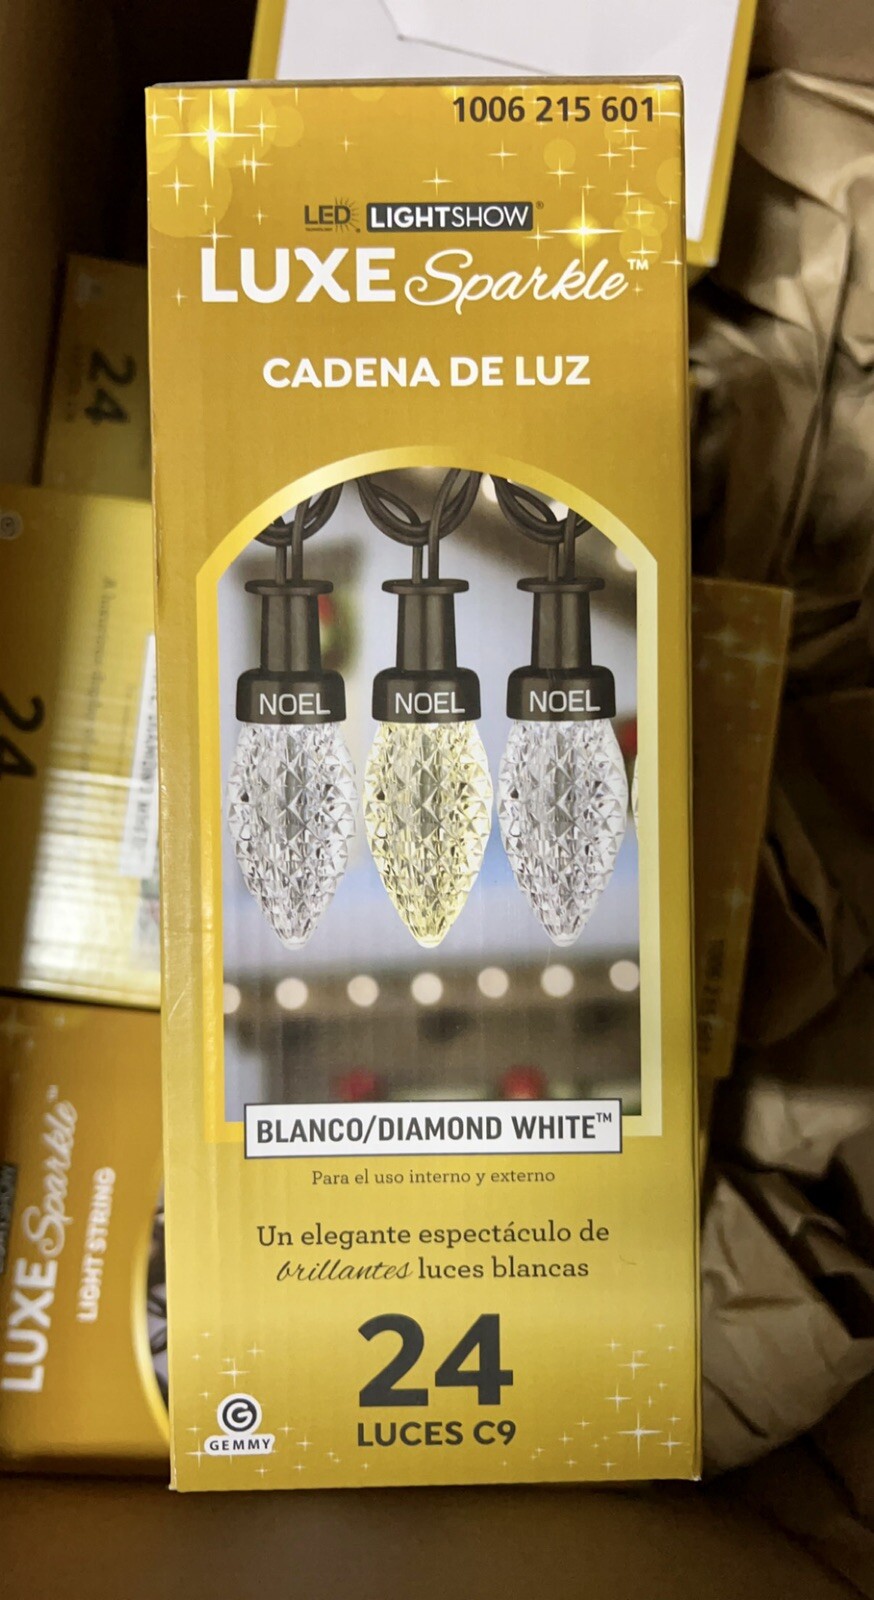 1006 215 601
LED LIGHTSHOW®
LUXE Sparkle™
CADENA DE LUZ
NOEL NOEL NOEL
BLANCO/DIAMOND WHITE™
Para el uso interno y externo
Un elegante espectáculo de
brillantes luces blancas
24
LUCES C9
G
GEMMY
24
24
LUXE Sparkle™
LIGHT STRING